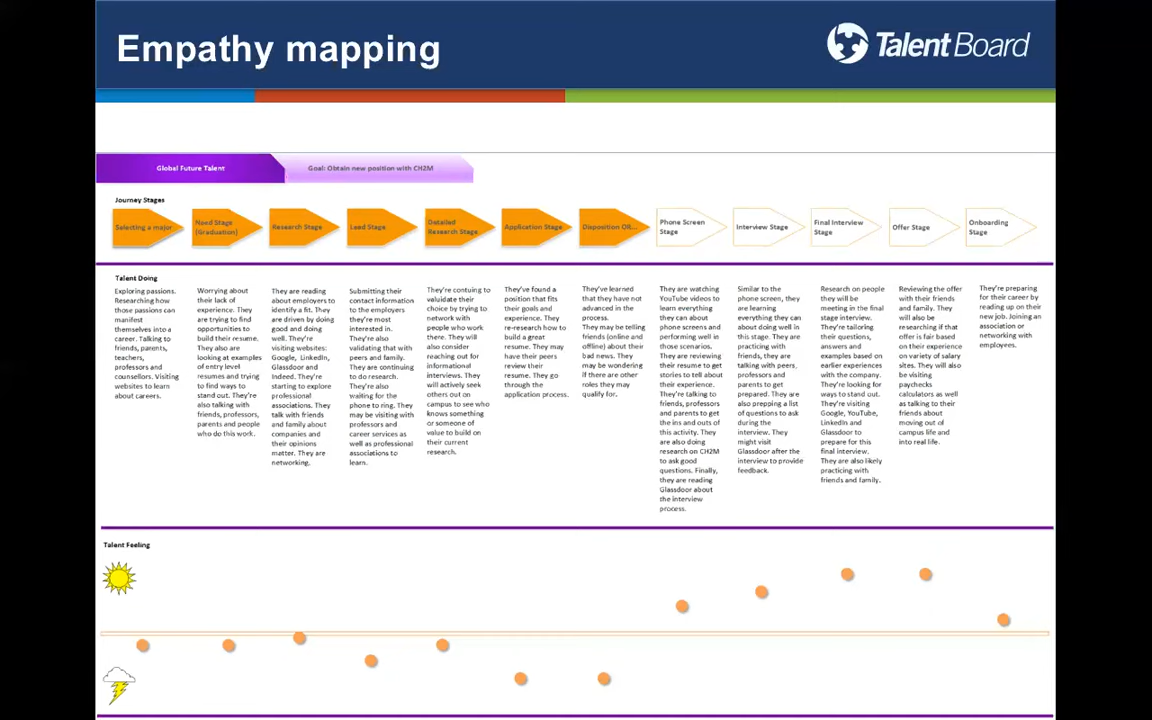 Empathy mapping
TalentBoard
Global Future Talent
Goal: Obtain new position with CH2M
Journey Stages
Selecting a major
Need Stage
(Graduation)
Research Stage
Lead Stage
Detailed
Research Stage
Application Stage
Disposition OR...
Phone Screen
Stage
Interview Stage
Final Interview
Stage
Offer Stage
Onboarding
Stage
Talent Doing
Exploring passions.
Researching how
those passions can
manifest
themselves into a
career. Talking to
friends, parents,
teachers,
professors and
counsellors. Visiting
websites to learn
about careers.
Worrying about
their lack of
experience. They
are trying to find
opportunities to
build their resume.
They also are
looking at examples
of entry level
resumes and trying
to find ways to
stand out. They're
also talking with
friends, professors,
parents and people
who do this work.
They are reading
about employers to
identify a fit. They
are driven by doing
good and doing
well. They're
visiting websites:
Google, LinkedIn,
Glassdoor and
Indeed. They're
starting to explore
professional
associations. They
talk with friends
and family about
companies and
their opinions
matter. They are
networking.
Submitting their
contact information
to the employers
they're most
interested in.
They're also
validating that with
peers and family.
They are continuing
to do research.
They're also
waiting for the
phone to ring. They
may be visiting with
professors and
career services as
well as professional
associations to
learn.
They're contuing to
valuidate their
choice by trying to
network with
people who work
there. They will
also consider
reaching out for
informational
interviews. They
will actively seek
others out on
campus to see who
knows something
or someone of
value to build on
their current
research.
They've found a
position that fits
their goals and
experience. They
re-research how to
build a great
resume. They may
have their peers
review their
resume. They go
through the
application process.
They've learned
that they have not
advanced in the
process.
They may be telling
friends (online and
offline) about their
bad news. They
may be wondering
if there are other
roles they may
qualify for.
They are watching
YouTube videos to
learn everything
they can about
phone screens and
performing well in
those scenarios.
They are reviewing
their resume to get
stories to tell about
their experience.
They're talking to
friends, professors
and parents to get
the ins and outs of
this activity. They
are also doing
research on CH2M
to ask good
questions. Finally,
they are reading
Glassdoor about
the interview
process.
Similar to the
phone screen, they
are learning
everything they can
about doing well in
this stage. They are
practicing with
friends, they are
talking with peers,
professors and
parents to get
prepared. They are
also prepping a list
of questions to ask
during the
interview. They
might visit
Glassdoor after the
interview to provide
feedback.
Research on people
they will be
meeting in the final
stage interview.
They're tailoring
their questions,
answers and
examples based on
earlier experiences
with the company.
They're looking for
ways to stand out.
They're visiting
Google, YouTube,
LinkedIn and
Glassdoor to
prepare for this
final interview.
They are also likely
practicing with
friends and family.
Reviewing the offer
with their friends
and family. They
will also be
researching if that
offer is fair based
on their experience
on variety of salary
sites. They will also
be visiting
paychecks
calculators as well
as talking to their
friends about
moving out of
campus life and
into real life.
They're preparing
for their career by
reading up on their
new job. Joining an
association or
networking with
employees.
Talent Feeling